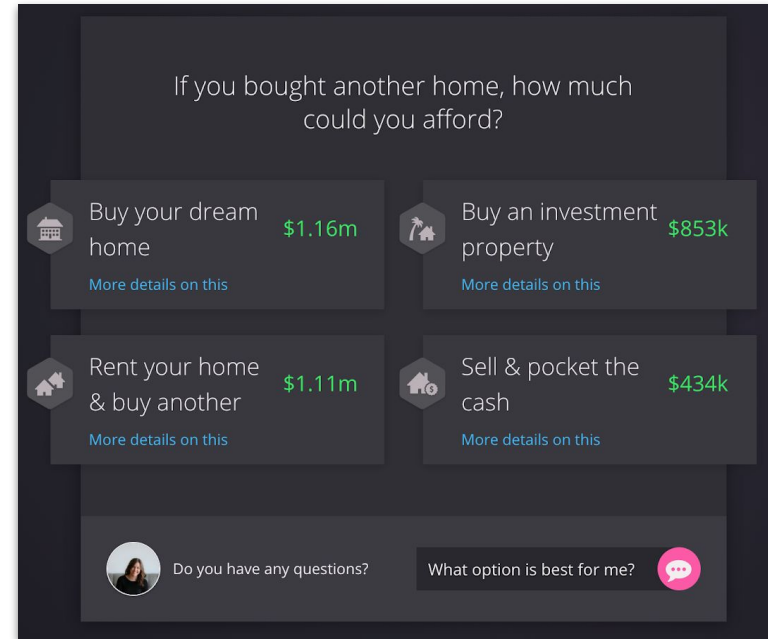 If you bought another home, how much
could you afford?
Buy your dream
home
$1.16m
More details on this
Buy an investment
property
$853k
More details on this
Rent your home
& buy another
$1.11m
More details on this
Sell & pocket the
cash
$434k
More details on this
Do you have any questions?
What option is best for me?